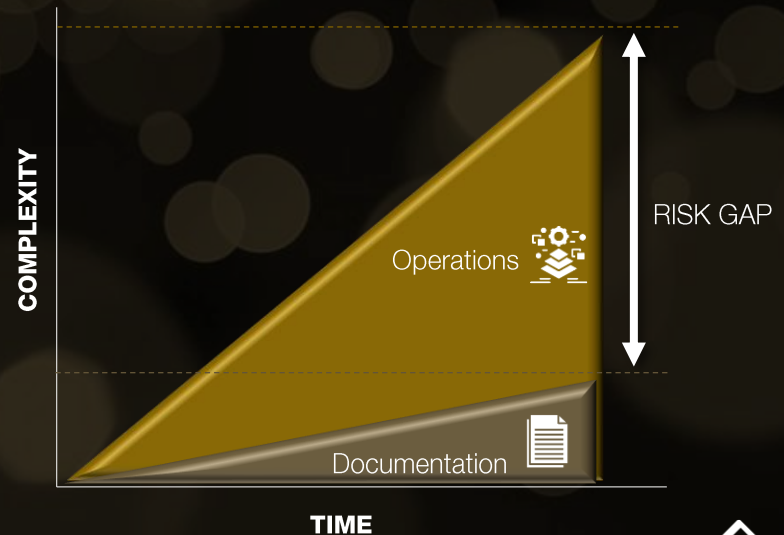 COMPLEXITY
RISK GAP
Operations
Documentation
TIME